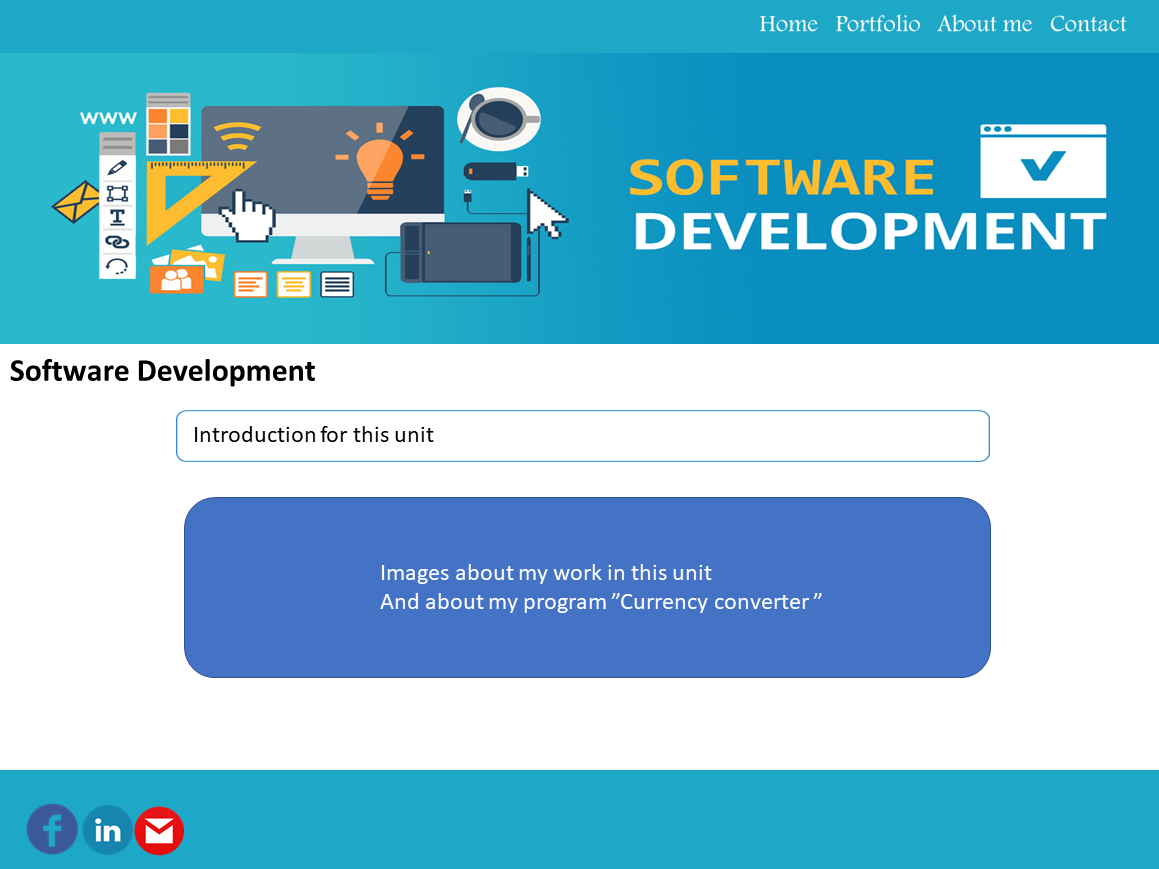 Home Portfolio About me Contact
www
T
SOFTWARE
DEVELOPMENT
Software Development
Introduction for this unit
Images about my work in this unit
And about my program ”Currency converter ”
f in